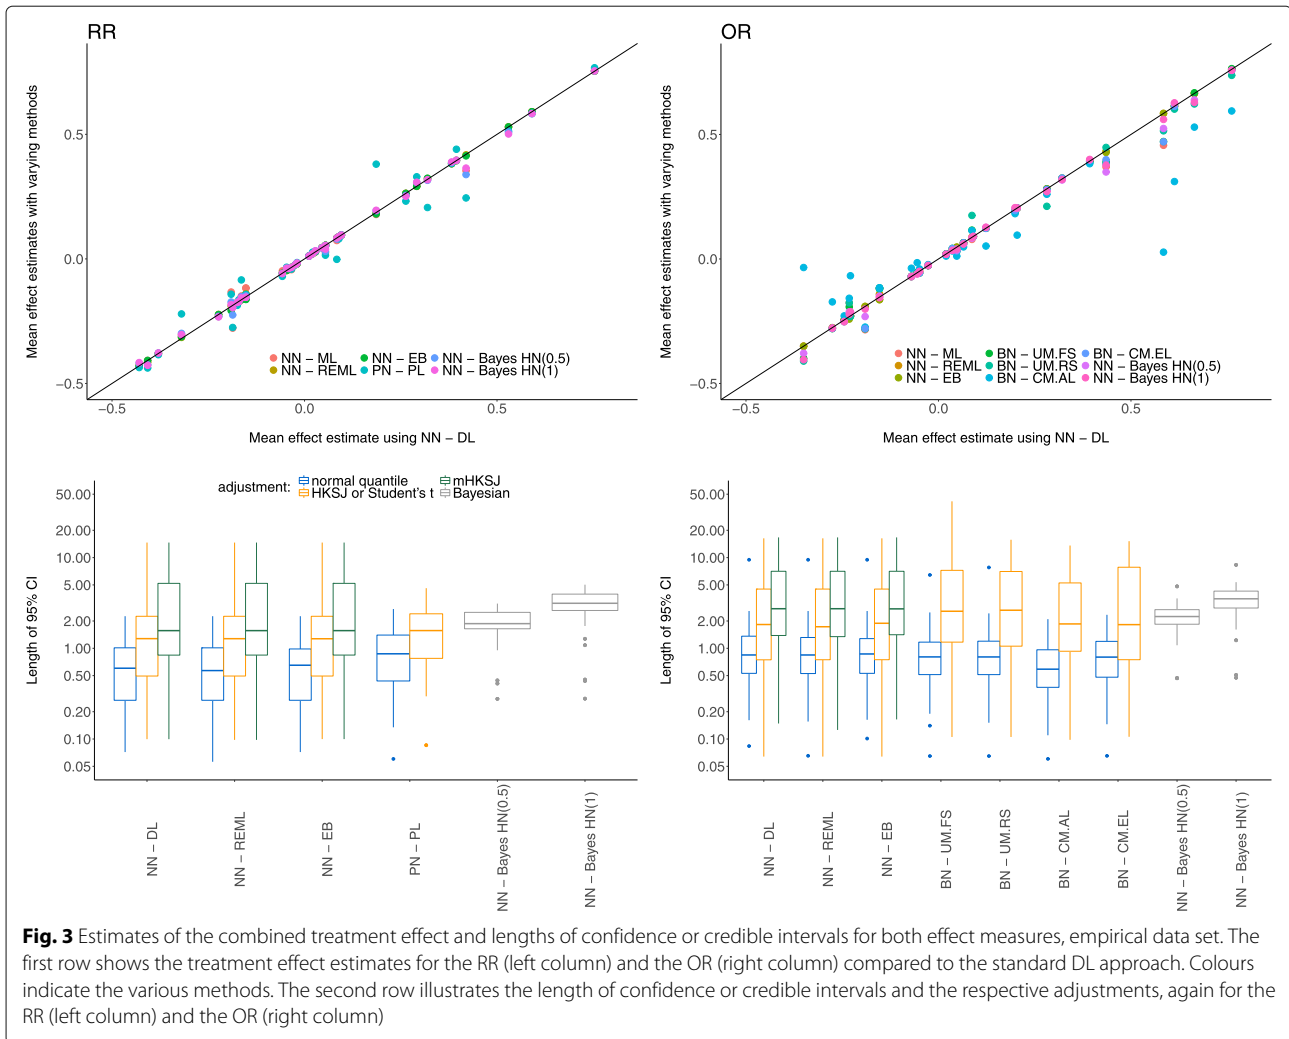 RR
Mean effect estimates with varying methods
0.5
0.0
−0.5
NN − ML
NN − REML
NN − EB
PN − PL
NN − Bayes HN(0.5)
NN − Bayes HN(1)
−0.5
0.0
0.5
Mean effect estimate using NN − DL
OR
Mean effect estimates with varying methods
0.5
0.0
−0.5
NN − ML
NN − REML
NN − EB
BN − UM.FS
BN − UM.RS
BN − CM.AL
BN − CM.EL
NN − Bayes HN(0.5)
NN − Bayes HN(1)
−0.5
0.0
0.5
Mean effect estimate using NN − DL
adjustment:
normal quantile
HKSJ or Student's t
mHKSJ
Bayesian
Length of 95% CI
50.00
20.00
10.00
5.00
2.00
1.00
0.50
0.20
0.10
0.05
NN − DL
NN − REML
NN − EB
PN − PL
NN − Bayes HN(0.5)
NN − Bayes HN(1)
Length of 95% CI
50.00
20.00
10.00
5.00
2.00
1.00
0.50
0.20
0.10
0.05
NN − DL
NN − REML
NN − EB
BN − UM.FS
BN − UM.RS
BN − CM.AL
BN − CM.EL
NN − Bayes HN(0.5)
NN − Bayes HN(1)
Fig. 3 Estimates of the combined treatment effect and lengths of confidence or credible intervals for both effect measures, empirical data set. The
first row shows the treatment effect estimates for the RR (left column) and the OR (right column) compared to the standard DL approach. Colours
indicate the various methods. The second row illustrates the length of confidence or credible intervals and the respective adjustments, again for the
RR (left column) and the OR (right column)